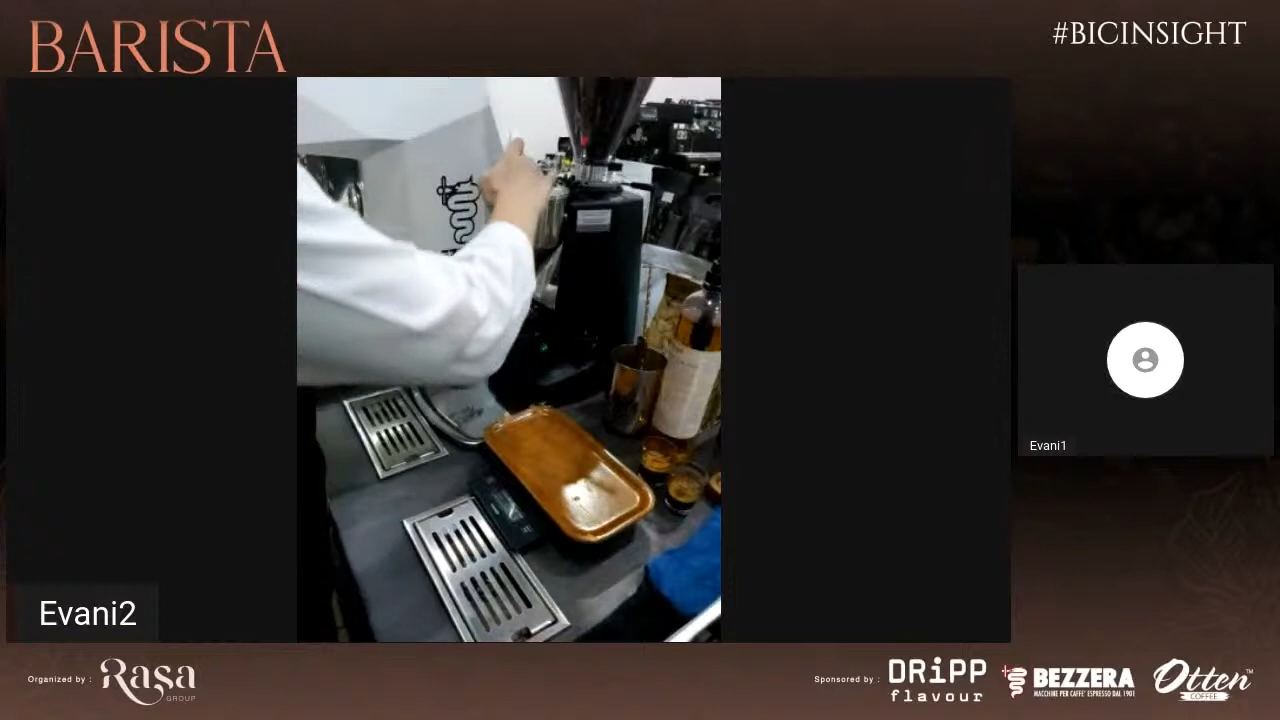 BARISTA
#BICINSIGHT
Evani1
Evani2
Organized by :
Rasa
GROUP
Sponsored by :
DRiPP
flavour
BEZZERA
MACCHINE PER CAFFE' ESPRESSO DAL 1901
Otten
COFFEE
TM